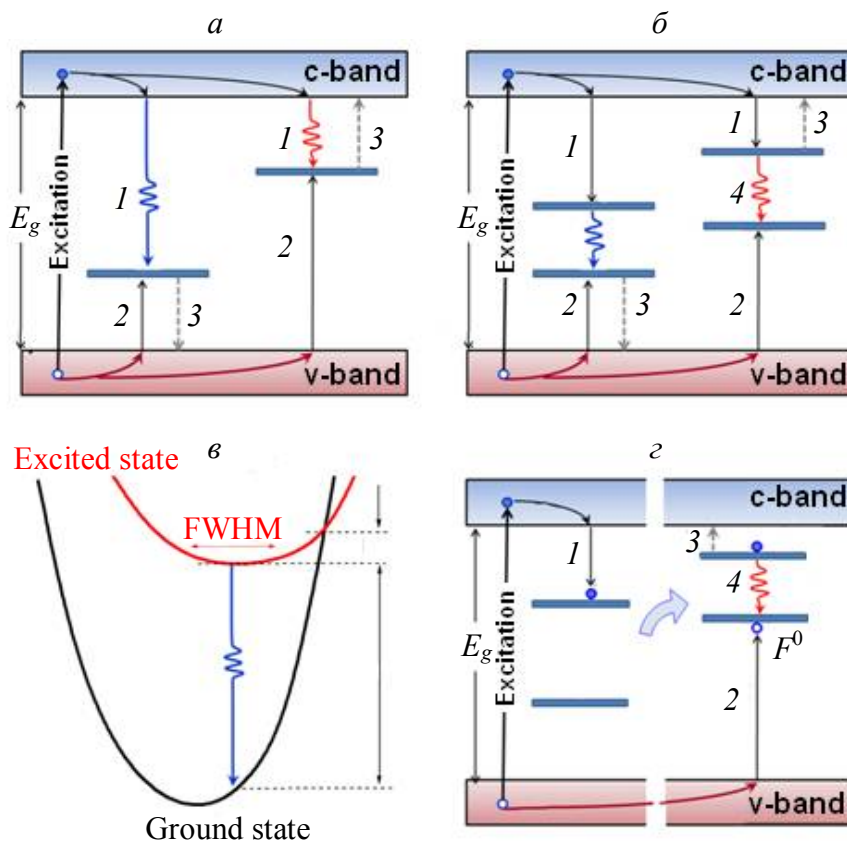 а
б
c-band
c-band
1
3
1
3
1
1
4
E_g
Excitation
2
E_g
Excitation
2
3
2
3
2
v-band
v-band
в
г
Excited state
FWHM
c-band
c-band
1
3
4
E_g
Excitation
F^0
2
v-band
Ground state